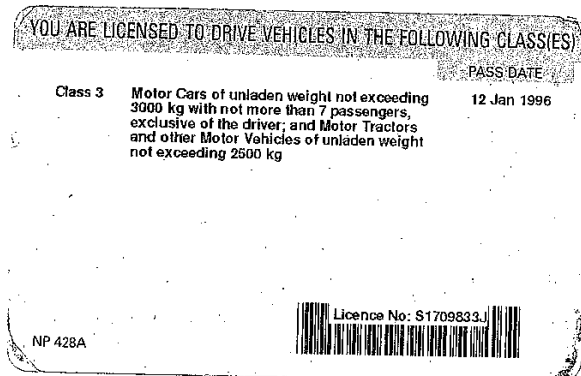 YOU ARE LICENSED TO DRIVE VEHICLES IN THE FOLLOWING CLASS(ES)
PASS DATE
Class 3 Motor Cars of unladen weight not exceeding 12 Jan 1996
3000 kg with not more than 7 passengers,
exclusive of the driver; and Motor Tractors
and other Motor Vehicles of unladen weight
not exceeding 2500 kg
Licence No: S1709833J
NP 428A